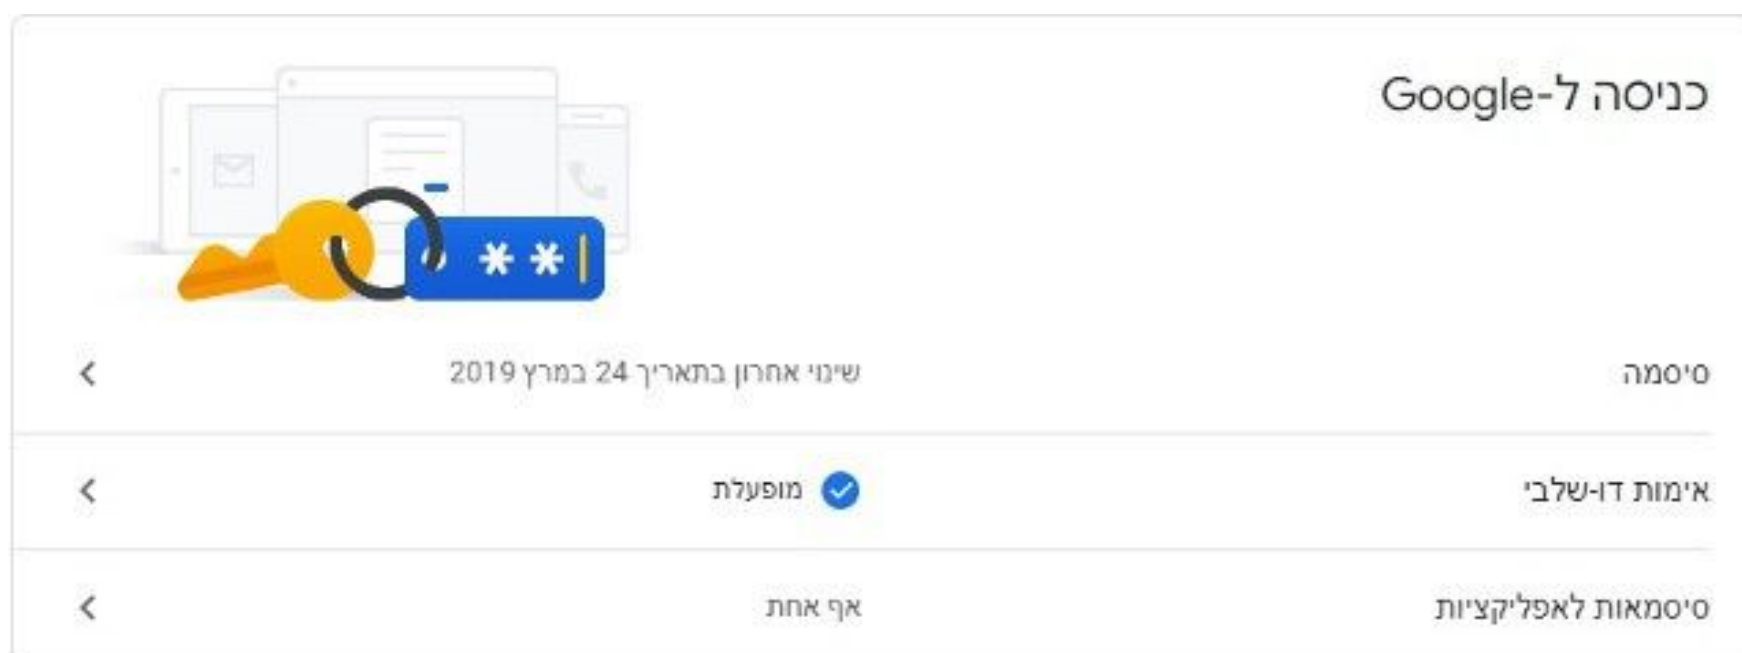 כניסה ל-Google
סיסמה שינוי אחרון בתאריך 24 במרץ 2019
אימות דו-שלבי מופעלת
סיסמאות לאפליקציות אף אחת